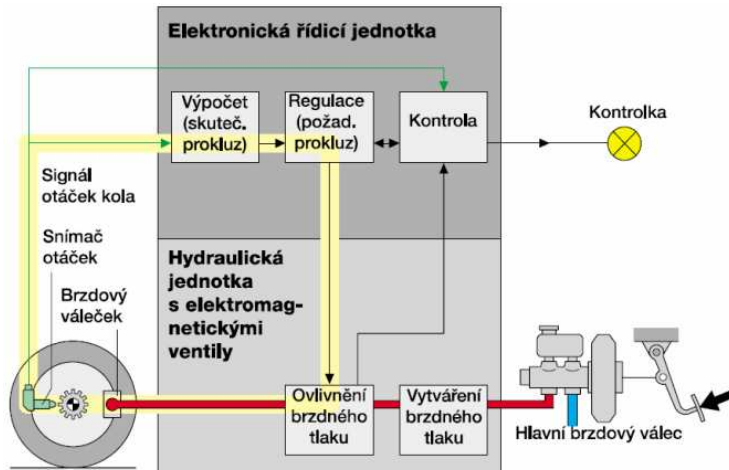 Elektronická řídicí jednotka
Výpočet
(skuteč.
prokluz)
Regulace
(požad.
prokluz)
Kontrola
Kontrolka
Signál
otáček kola
Snímač
otáček
Brzdový
váleček
Hydraulická
jednotka
s elektromag-
netickými
ventily
Ovlivnění
brzdného
tlaku
Vytváření
brzdného
tlaku
Hlavní brzdový válec